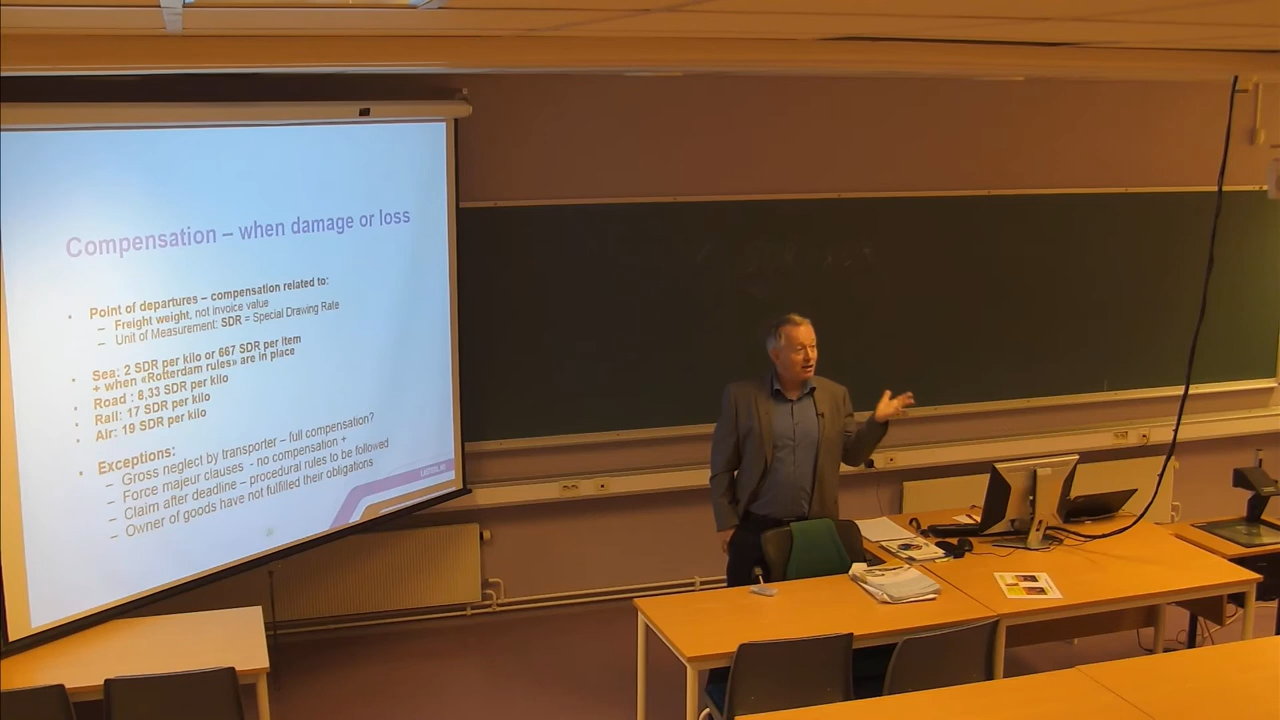 Compensation – when damage or loss
• Point of departures – compensation related to:
– Freight weight, not invoice value
– Unit of Measurement: SDR = Special Drawing Rate
• Sea: 2 SDR per kilo or 667 SDR per item
+ when «Rotterdam rules» are in place
• Road : 8,33 SDR per kilo
• Rail: 17 SDR per kilo
• Air: 19 SDR per kilo
• Exceptions:
– Gross neglect by transporter – full compensation?
– Force majeur clauses - no compensation +
– Claim after deadline – procedural rules to be followed
– Owner of goods have not fulfilled their obligations